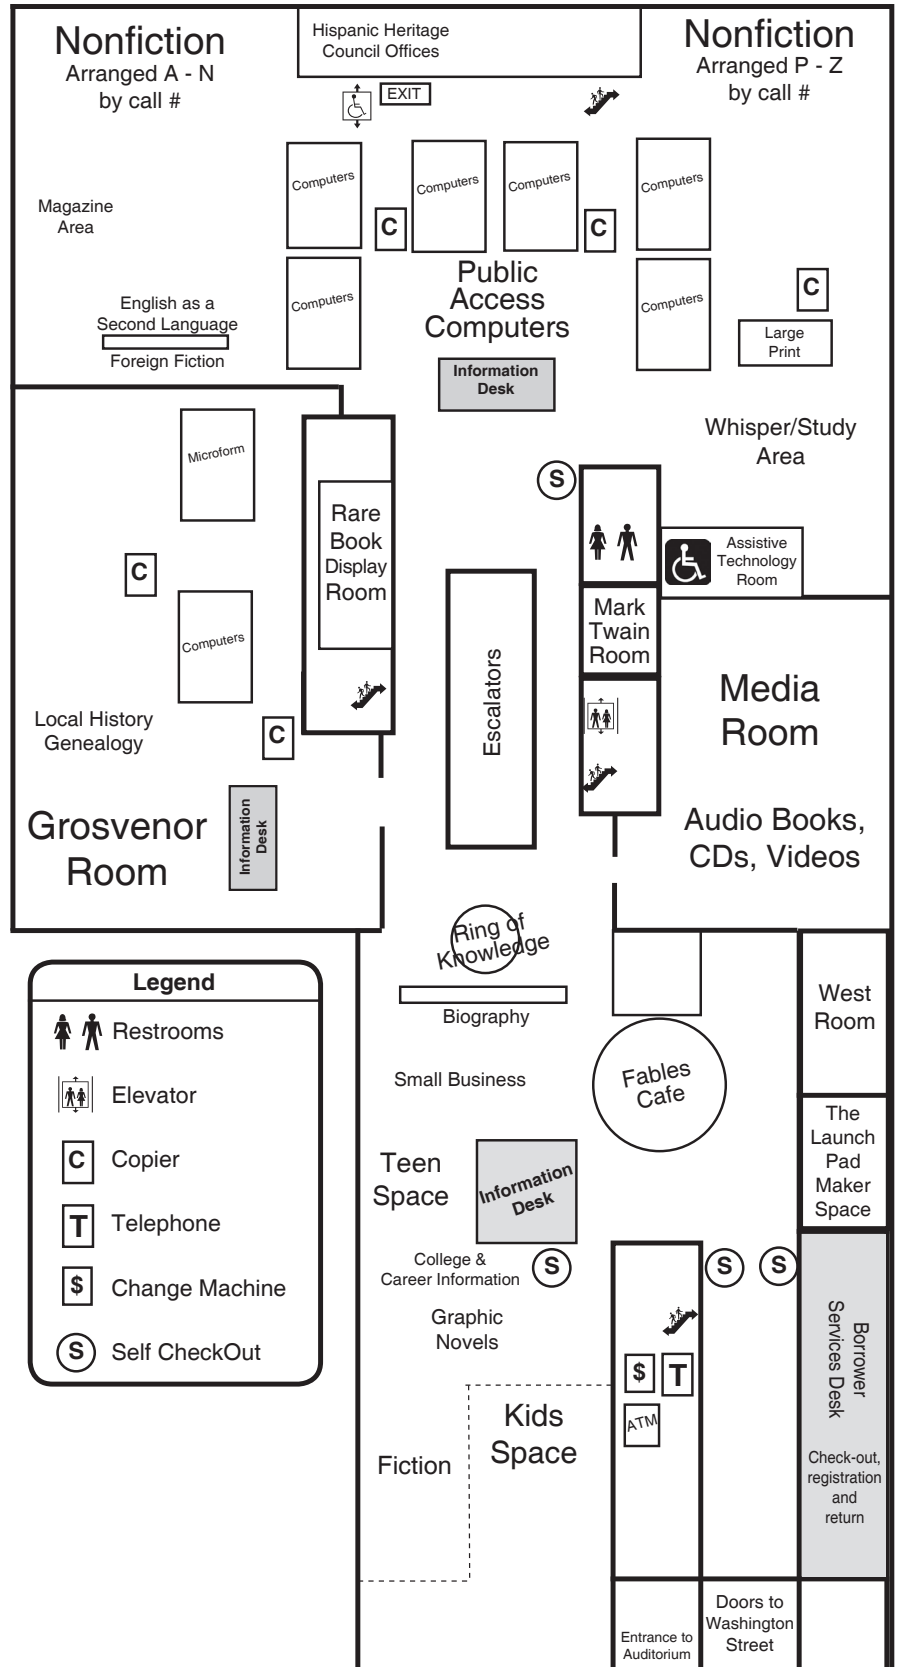 Nonfiction
Arranged A - N
by call #
Hispanic Heritage
Council Offices
Nonfiction
Arranged P - Z
by call #
EXIT
Magazine
Area
Computers
C
Computers
Computers
C
Computers
English as a
Second Language
Foreign Fiction
Computers
Public
Access
Computers
Computers
C
Large
Print
Information
Desk
Whisper/Study
Area
Microform
C
Computers
Rare
Book
Display
Room
Local History
Genealogy
C
Grosvenor
Room
Information
Desk
Escalators
S
Mark
Twain
Room
Assistive
Technology
Room
Media
Room
Audio Books,
CDs, Videos
Ring of
Knowledge
Biography
Small Business
Fables
Cafe
West
Room
The
Launch
Pad
Maker
Space
Teen
Space
Information
Desk
College &
Career Information
S
S
S
Graphic
Novels
$
T
ATM
Borrower
Services Desk
Check-out,
registration
and
return
Kids
Space
Fiction
Entrance to
Auditorium
Doors to
Washington
Street
Legend
Restrooms
Elevator
C Copier
T Telephone
$ Change Machine
S Self CheckOut